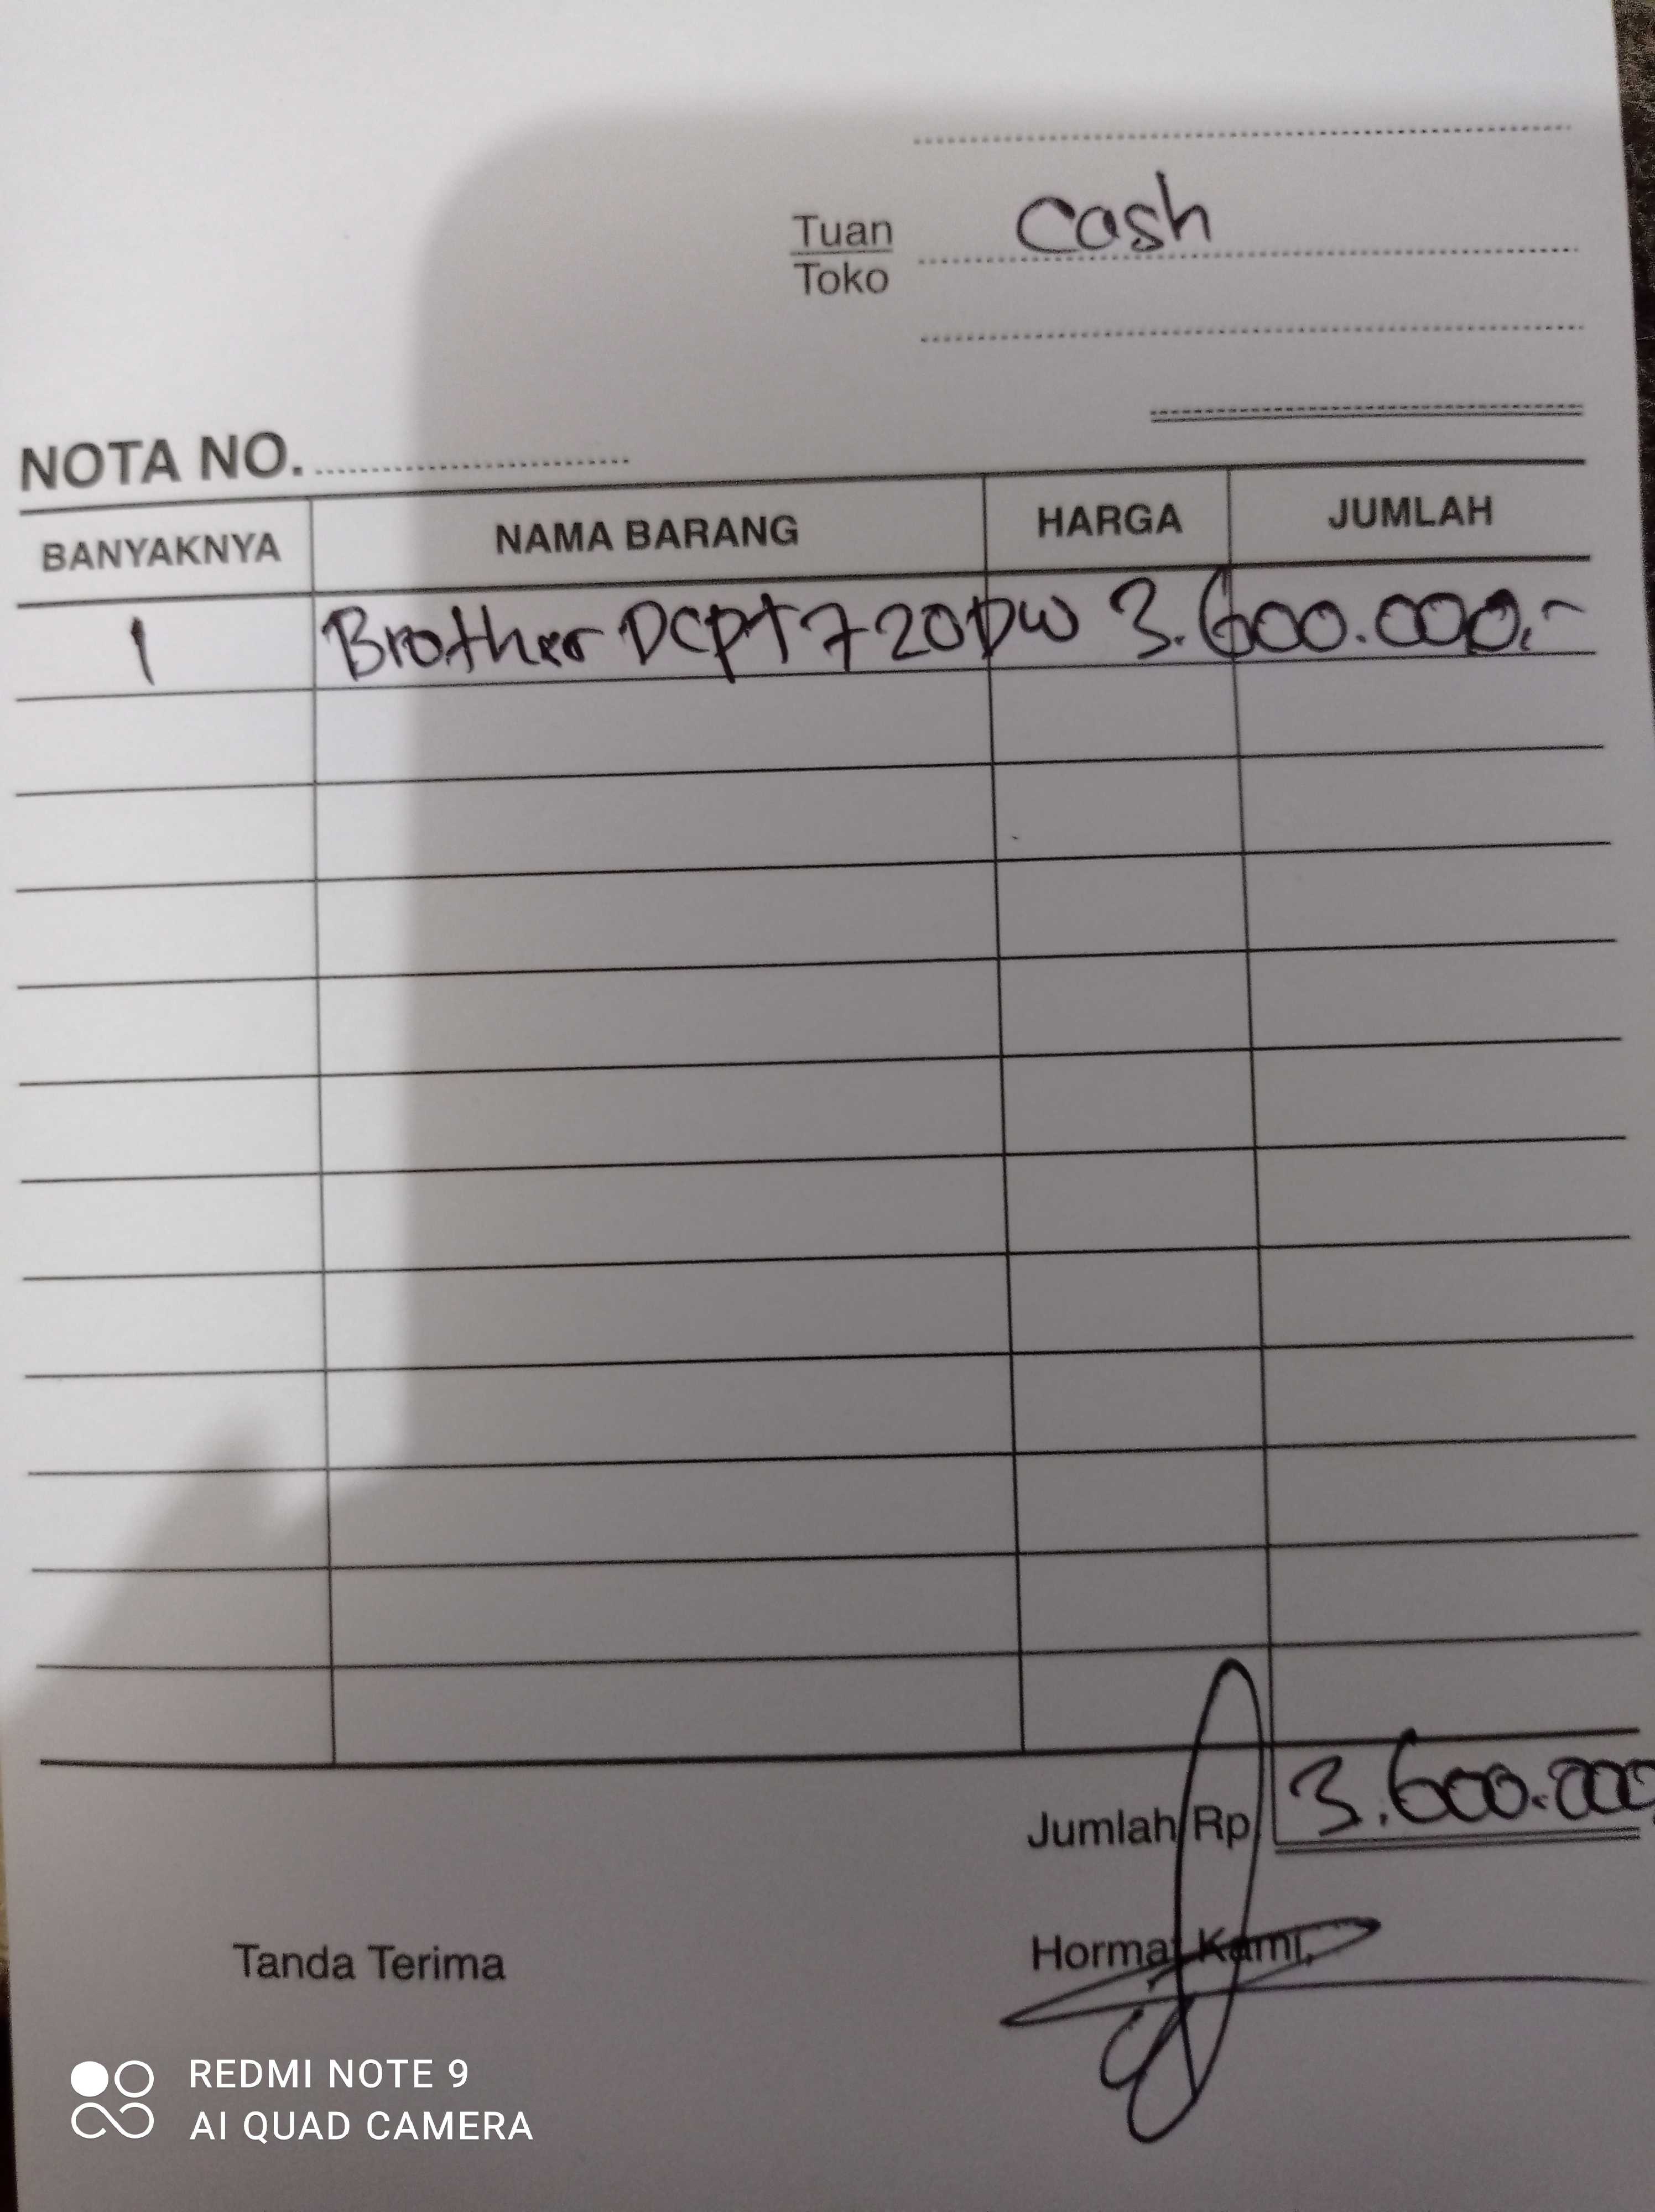 Tuan cash
Toko
NOTA NO.
BANYAKNYA NAMA BARANG HARGA JUMLAH
1 Brother DCPT720DW 3.600.000,-
Jumlah Rp 3.600.000,
Tanda Terima Hormat Kami,
REDMI NOTE 9
AI QUAD CAMERA